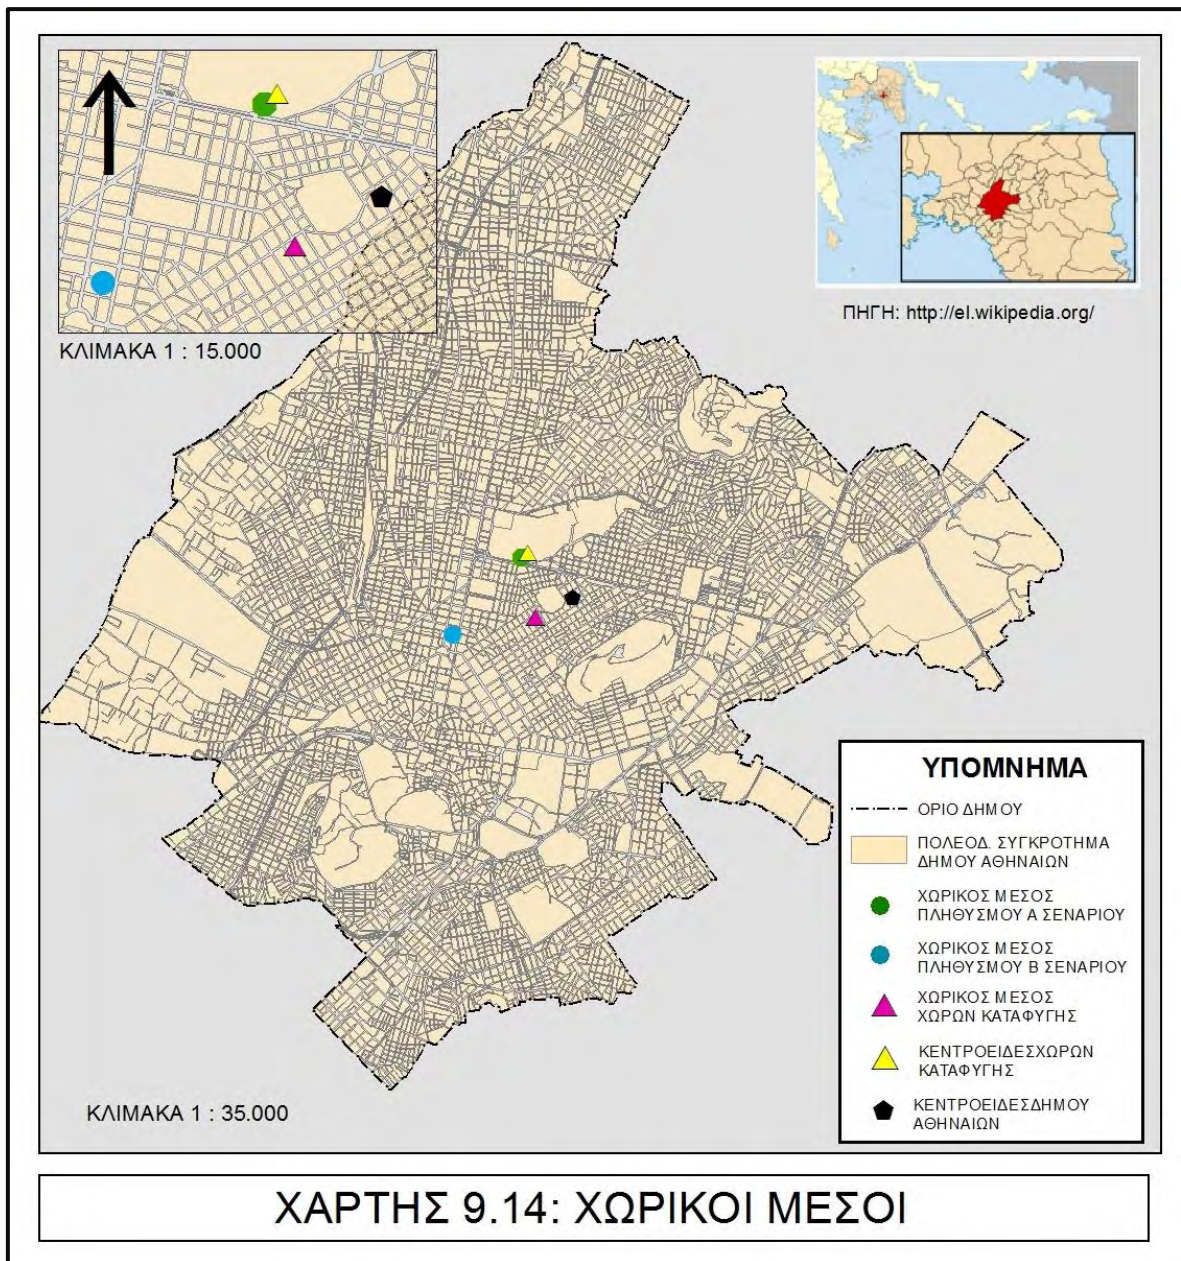 ΚΛΙΜΑΚΑ 1 : 15.000
ΠΗΓΗ: http://el.wikipedia.org/
ΥΠΟΜΝΗΜΑ
ΟΡΙΟ ΔΗΜΟΥ
ΠΟΛΕΟΔ. ΣΥΓΚΡΟΤΗΜΑ
ΔΗΜΟΥ ΑΘΗΝΑΙΩΝ
ΧΩΡΙΚΟΣ ΜΕΣΟΣ
ΠΛΗΘΥΣΜΟΥ Α ΣΕΝΑΡΙΟΥ
ΧΩΡΙΚΟΣ ΜΕΣΟΣ
ΠΛΗΘΥΣΜΟΥ Β ΣΕΝΑΡΙΟΥ
ΧΩΡΙΚΟΣ ΜΕΣΟΣ
ΧΩΡΩΝ ΚΑΤΑΦΥΓΗΣ
ΚΕΝΤΡΟΕΙΔΕΣΧΩΡΩΝ
ΚΑΤΑΦΥΓΗΣ
ΚΕΝΤΡΟΕΙΔΕΣΔΗΜΟΥ
ΑΘΗΝΑΙΩΝ
ΚΛΙΜΑΚΑ 1 : 35.000
ΧΑΡΤΗΣ 9.14: ΧΩΡΙΚΟΙ ΜΕΣΟΙ